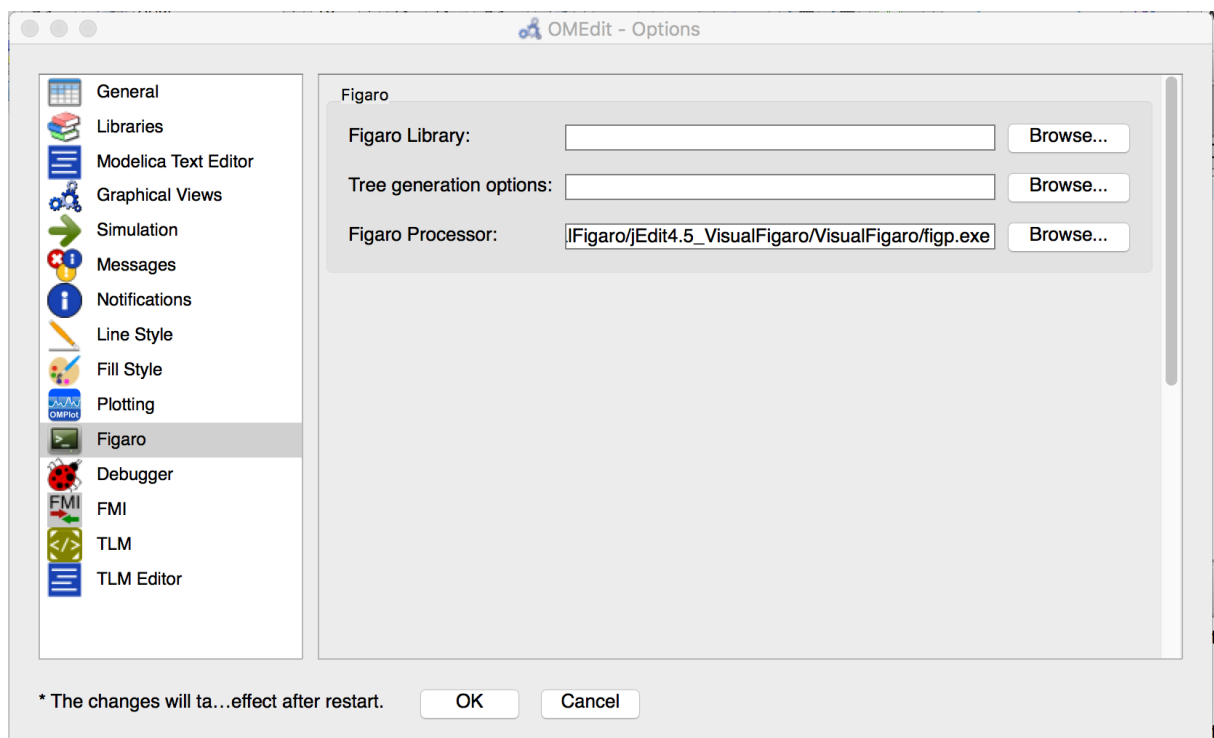 OMEdit - Options
General
Libraries
Modelica Text Editor
Graphical Views
Simulation
Messages
Notifications
Line Style
Fill Style
OMPlot
Plotting
Figaro
Debugger
FMI
FMI
TLM
TLM Editor
Figaro
Figaro Library:
Browse...
Tree generation options:
Browse...
Figaro Processor:
lFigaro/jEdit4.5_VisualFigaro/VisualFigaro/figp.exe
Browse...
* The changes will ta…effect after restart.
OK
Cancel